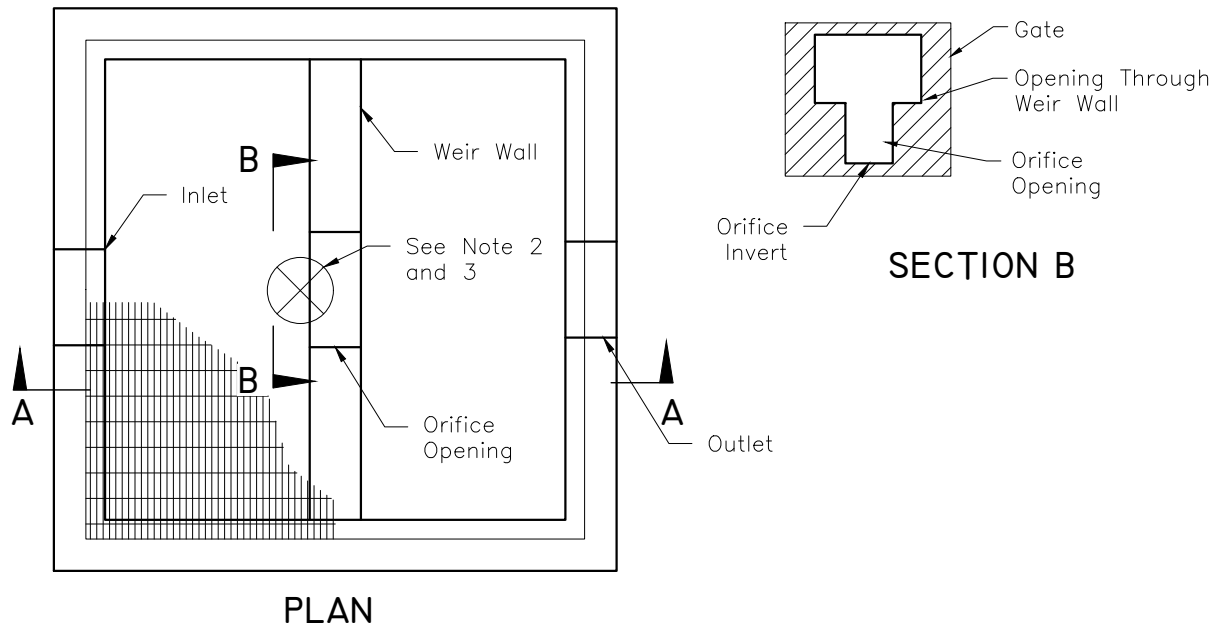 B
Weir Wall
Inlet
See Note 2
and 3
B
A
A
Orifice
Opening
Outlet
PLAN
Gate
Opening Through
Weir Wall
Orifice
Opening
Orifice
Invert
SECTION B